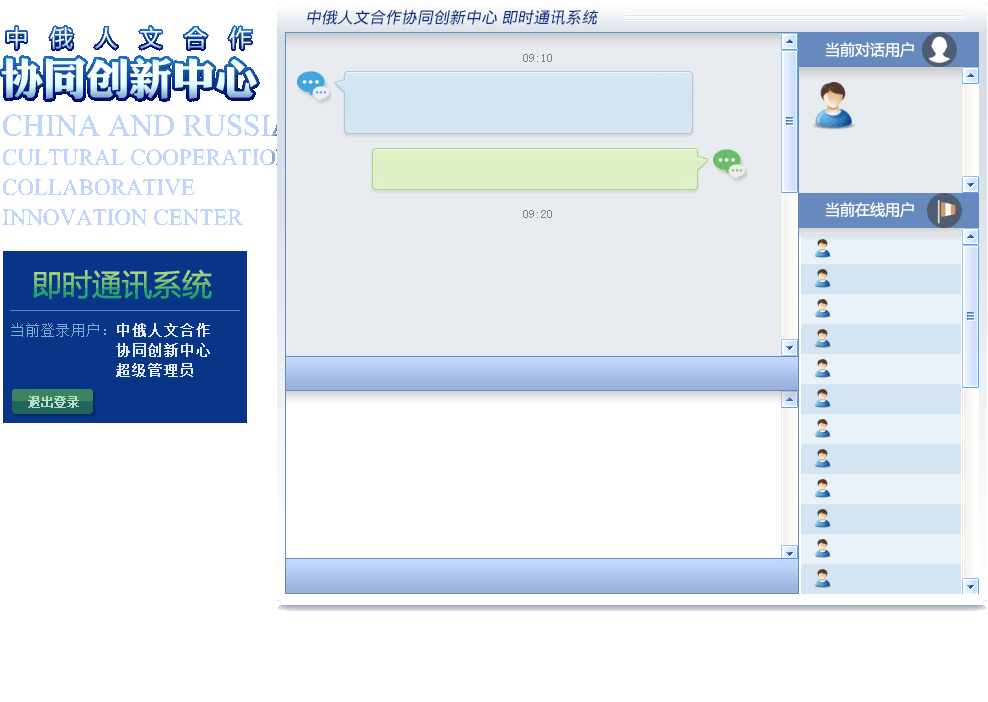 中俄人文合作
协同创新中心
CHINA AND RUSSIA
CULTURAL COOPERATION
COLLABORATIVE
INNOVATION CENTER
即时通讯系统
当前登录用户：中俄人文合作
协同创新中心
超级管理员
退出登录
中俄人文合作协同创新中心 即时通讯系统
09:10
09:20
当前对话用户
当前在线用户